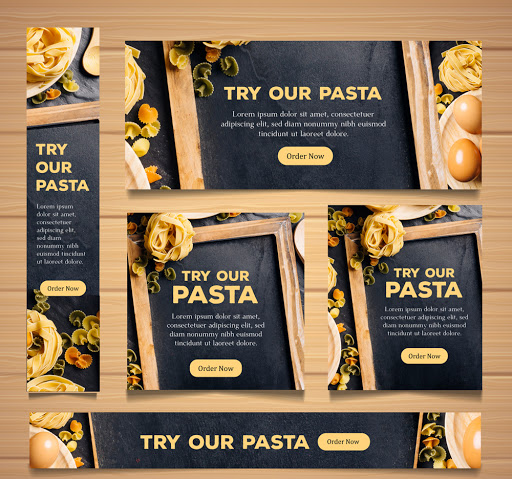 TRY
OUR
PASTA
Lorem ipsum
dolor sit amet,
consectetuer
adipiscing elit,
sed diam
nonummy nibh
euismod
tincidunt ut
laoreet dolore.
Order Now
TRY OUR PASTA
Lorem ipsum dolor sit amet, consectetuer
adipiscing elit, sed diam nonummy nibh euismod
tincidunt ut laoreet dolore.
Order Now
TRY OUR
PASTA
Lorem ipsum dolor sit amet,
consectetuer adipiscing elit,
sed diam nonummy nibh
euismod tincidunt ut laoreet
dolore.
Order Now
TRY OUR
PASTA
Lorem ipsum dolor sit amet,
consectetuer adipiscing elit,
sed diam nonummy nibh
euismod tincidunt ut laoreet
dolore.
Order Now
TRY OUR PASTA
Order Now